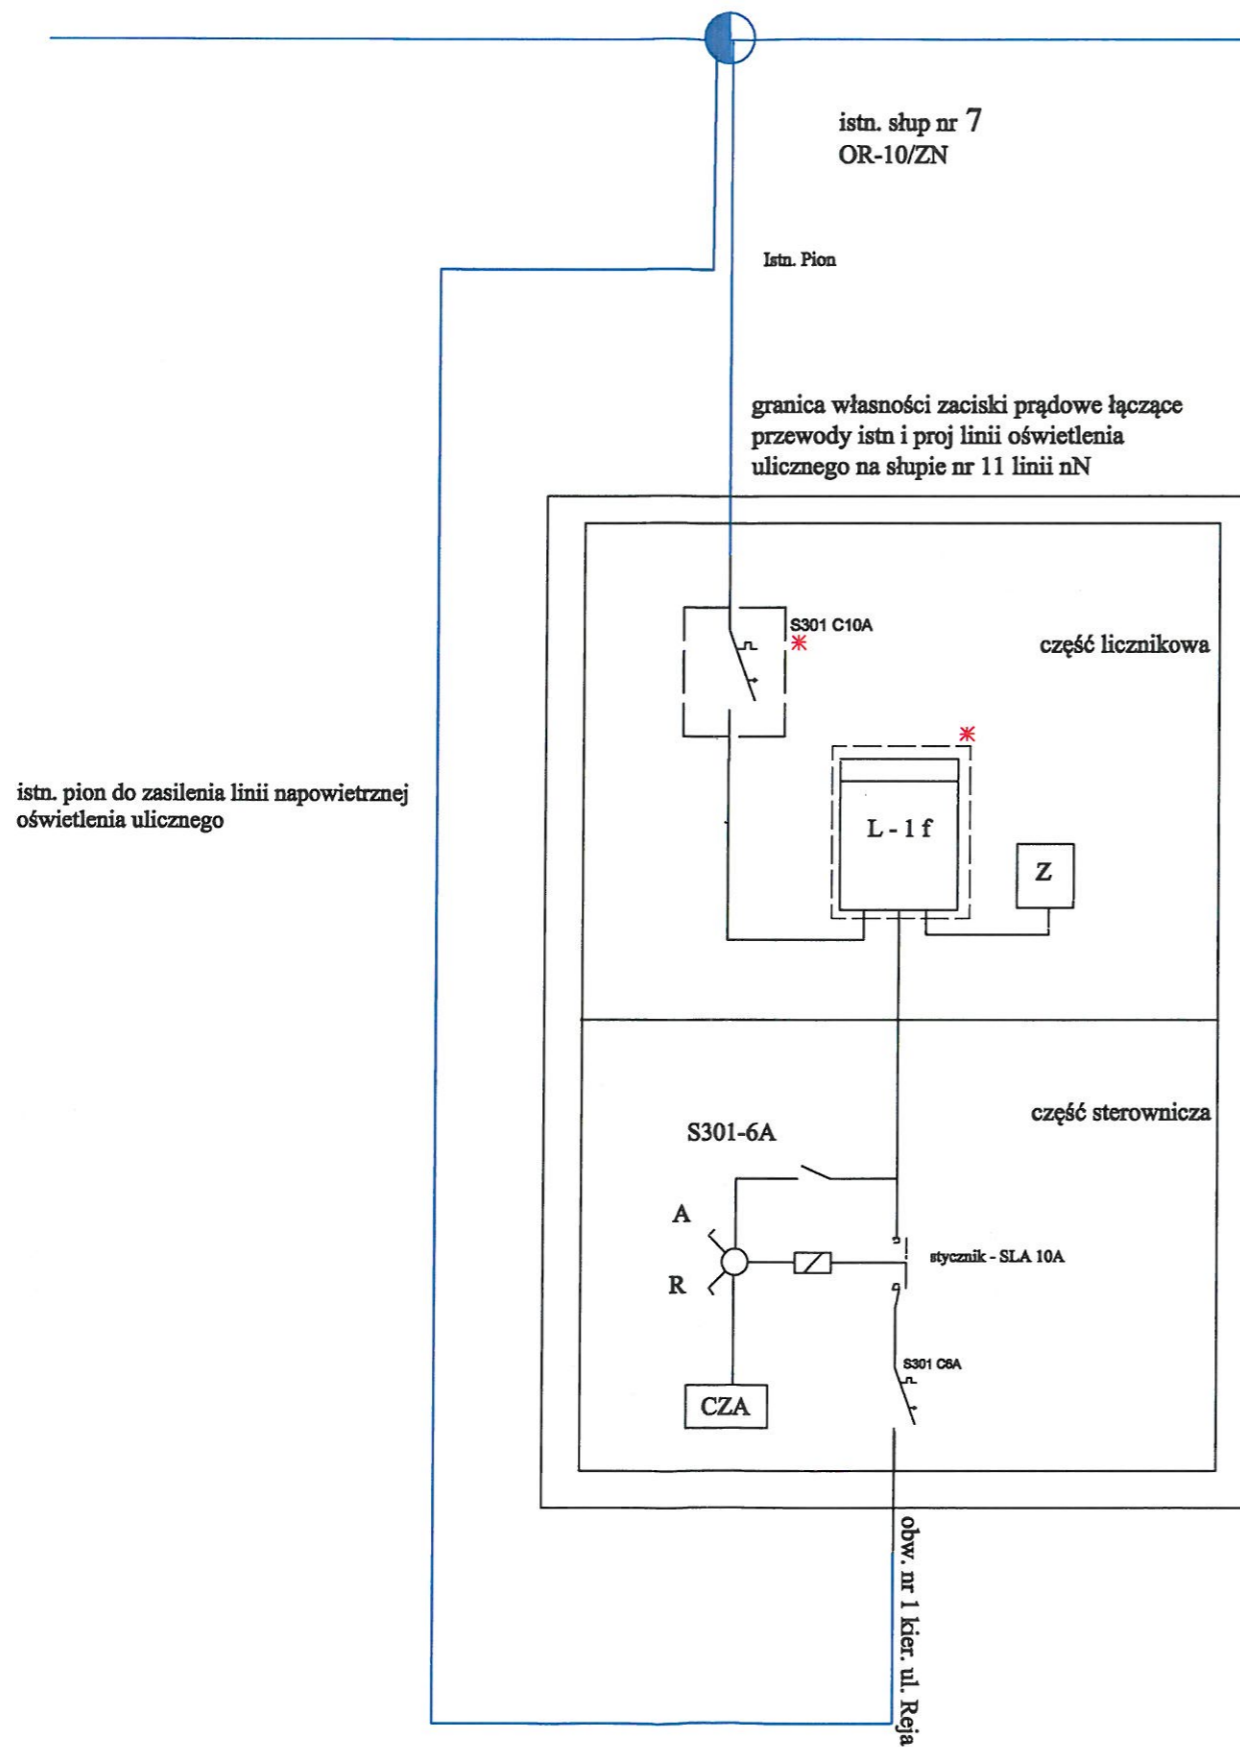 istn. słup nr 7
OR-10/ZN
Istn. Pion
granica własności zaciski prądowe łączące
przewody istn i proj linii oświetlenia
ulicznego na słupie nr 11 linii nN
S301 C10A
część licznikowa
istn. pion do zasilenia linii napowietrznej
oświetlenia ulicznego
L - 1 f
Z
część sterownicza
S301-6A
A
R
stycznik - SLA 10A
S301 C6A
CZA
obw. nr 1 kier. ul. Reja